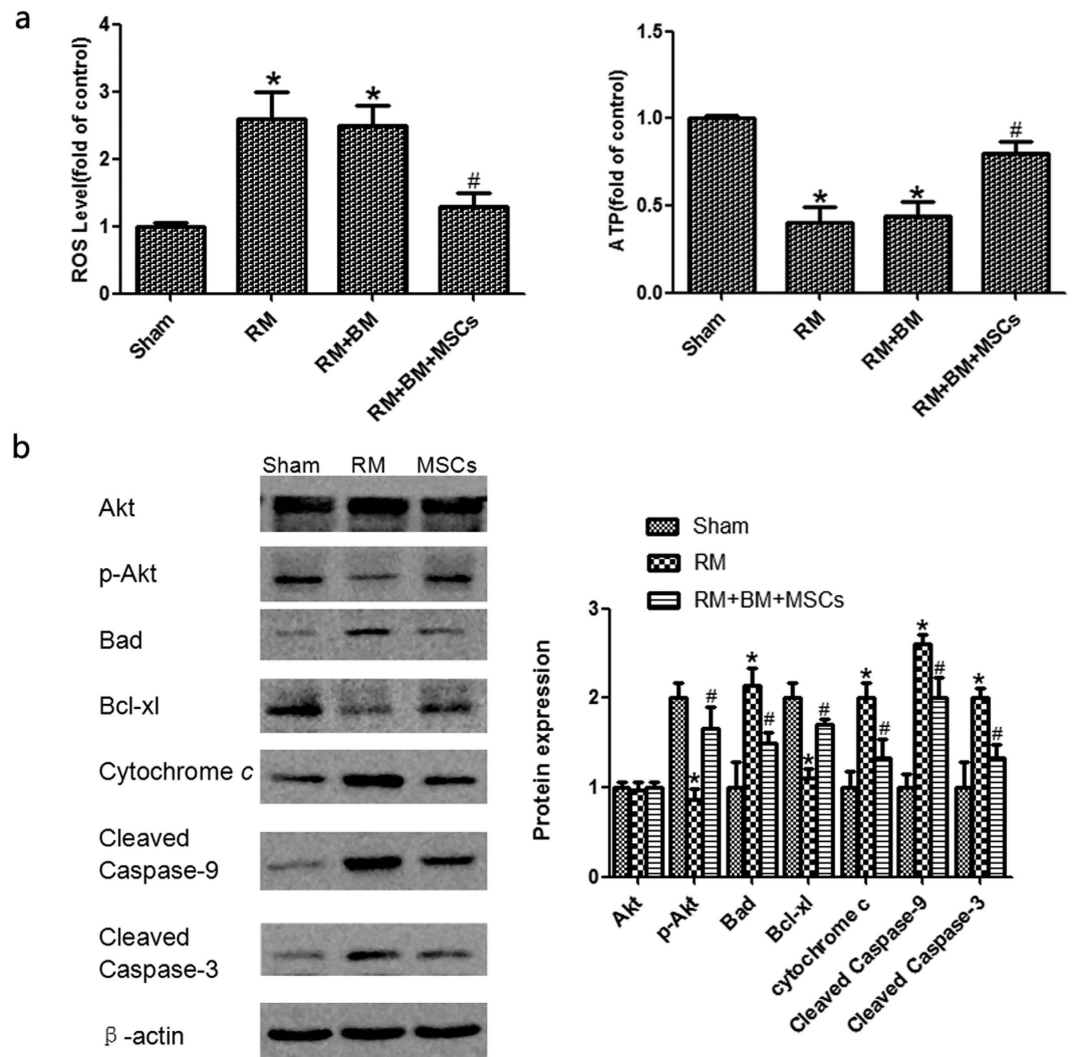 a
ROS Level(fold of control)
4
3
2
1
0
*
*
#
Sham
RM
RM+BM
RM+BM+MSCs
ATP(fold of control)
1.5
1.0
0.5
0.0
*
*
#
Sham
RM
RM+BM
RM+BM+MSCs
b
Sham RM MSCs
Akt
p-Akt
Bad
Bcl-xl
Cytochrome c
Cleaved
Caspase-9
Cleaved
Caspase-3
β-actin
Sham
RM
RM+BM+MSCs
Protein expression
3
2
1
0
*
#
*
#
*
#
*
#
*
#
*
#
Akt
p-Akt
Bad
Bcl-xl
cytochrome c
Cleaved Caspase-9
Cleaved Caspase-3